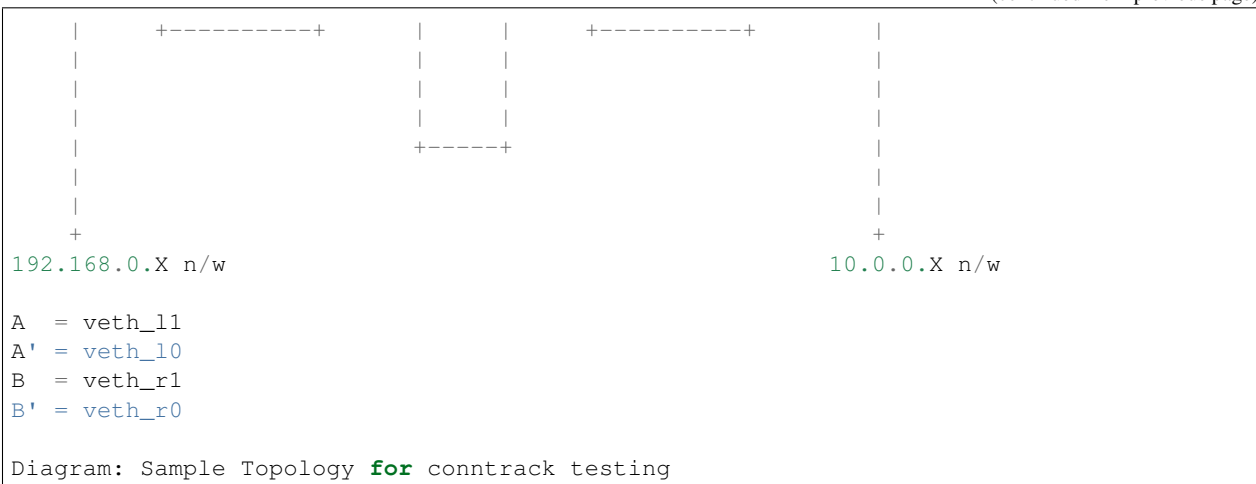 |      +----------+       |      |      +----------+         |
|                         |      |                           |
|                         |      |                           |
|                         |      |                           |
|                         +-----+                            |
|                                                            |
|                                                            |
+                                                            +
192.168.0.X n/w                                          10.0.0.X n/w
A  = veth_l1
A' = veth_l0
B  = veth_r1
B' = veth_r0
Diagram: Sample Topology for conntrack testing